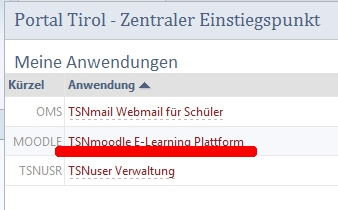 Portal Tirol - Zentraler Einstiegspunkt
Meine Anwendungen
Kürzel Anwendung
OMS TSNmail Webmail für Schüler
MOODLE TSNmoodle E-Learning Plattform
TSNUSR TSNuser Verwaltung